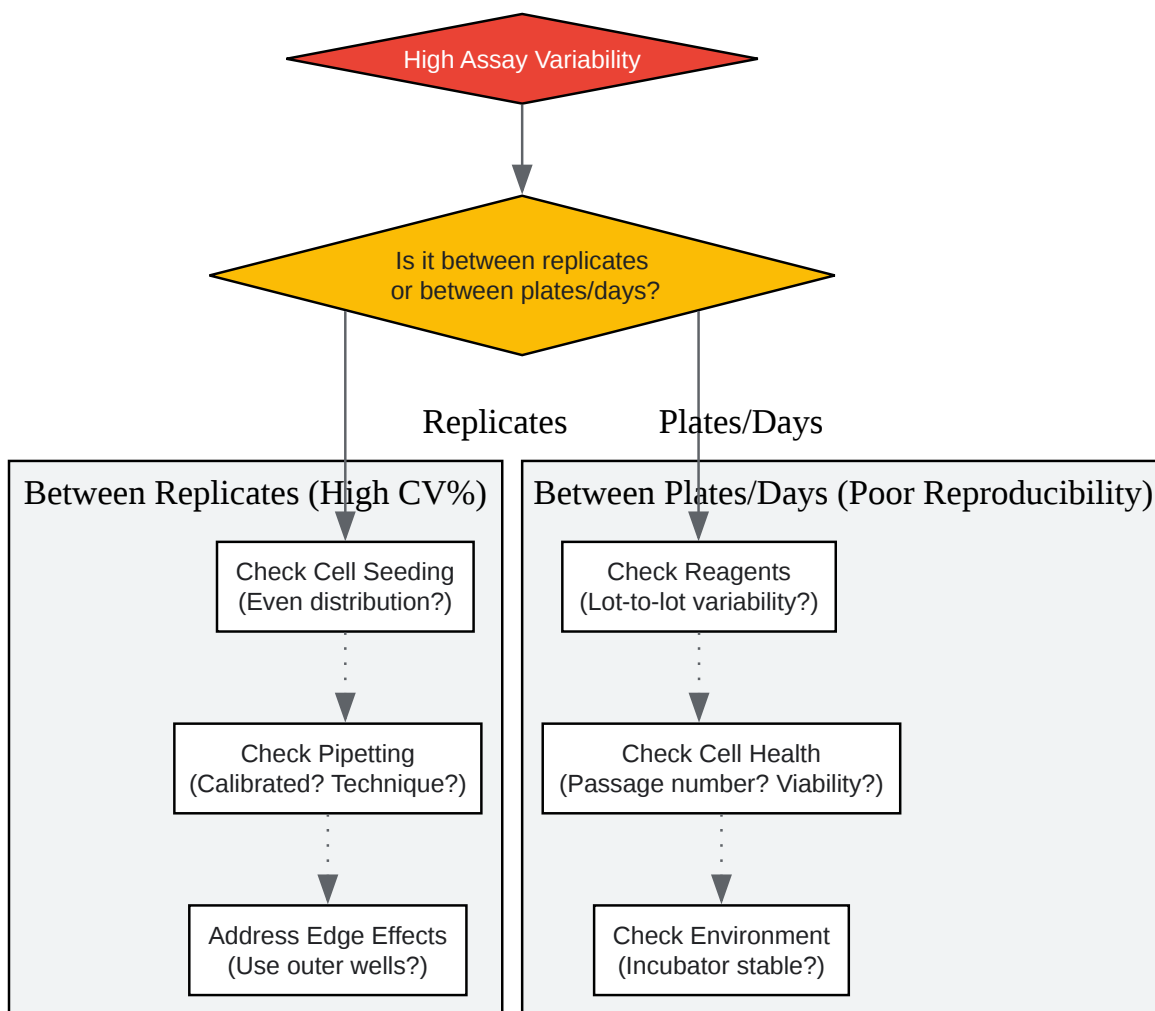 High Assay Variability
Is it between replicates
or between plates/days?
Replicates
Plates/Days
Between Replicates (High CV%)
Between Plates/Days (Poor Reproducibility)
Check Cell Seeding
(Even distribution?)
Check Reagents
(Lot-to-lot variability?)
Check Pipetting
(Calibrated? Technique?)
Check Cell Health
(Passage number? Viability?)
Address Edge Effects
(Use outer wells?)
Check Environment
(Incubator stable?)